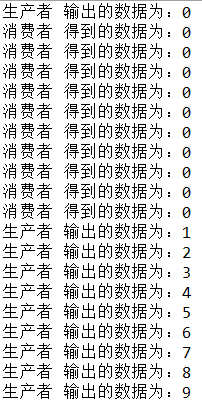 生产者 输出的数据为：0
消费者 得到的数据为：0
消费者 得到的数据为：0
消费者 得到的数据为：0
消费者 得到的数据为：0
消费者 得到的数据为：0
消费者 得到的数据为：0
消费者 得到的数据为：0
消费者 得到的数据为：0
消费者 得到的数据为：0
消费者 得到的数据为：0
生产者 输出的数据为：1
生产者 输出的数据为：2
生产者 输出的数据为：3
生产者 输出的数据为：4
生产者 输出的数据为：5
生产者 输出的数据为：6
生产者 输出的数据为：7
生产者 输出的数据为：8
生产者 输出的数据为：9